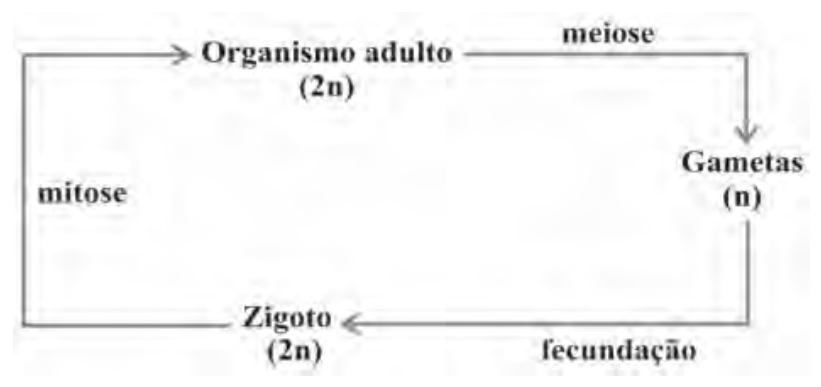 Organismo adulto
(2n)
meiose
Gametas
(n)
fecundação
Zigoto
(2n)
mitose